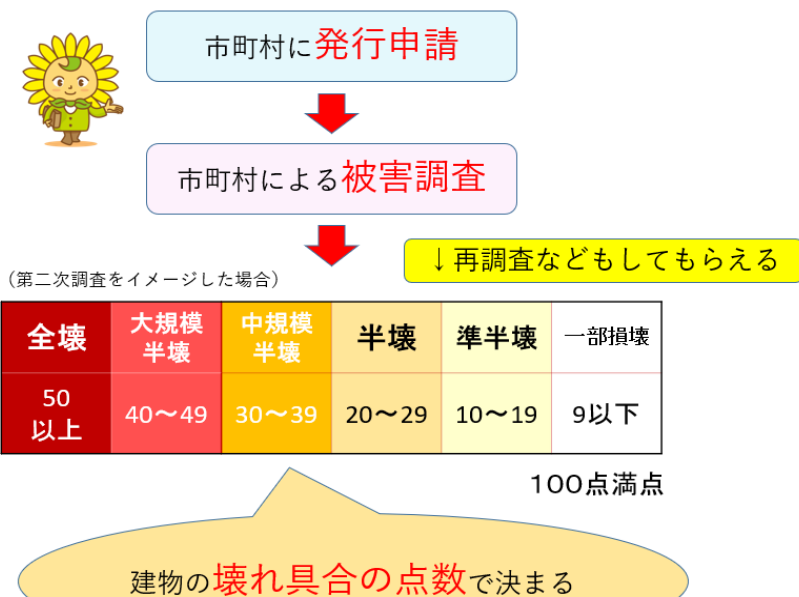 市町村に発行申請
市町村による被害調査
↓再調査などもしてもらえる
（第二次調査をイメージした場合）
全壊 大規模半壊 中規模半壊 半壊 準半壊 一部損壊
50以上 40～49 30～39 20～29 10～19 9以下
100点満点
建物の壊れ具合の点数で決まる